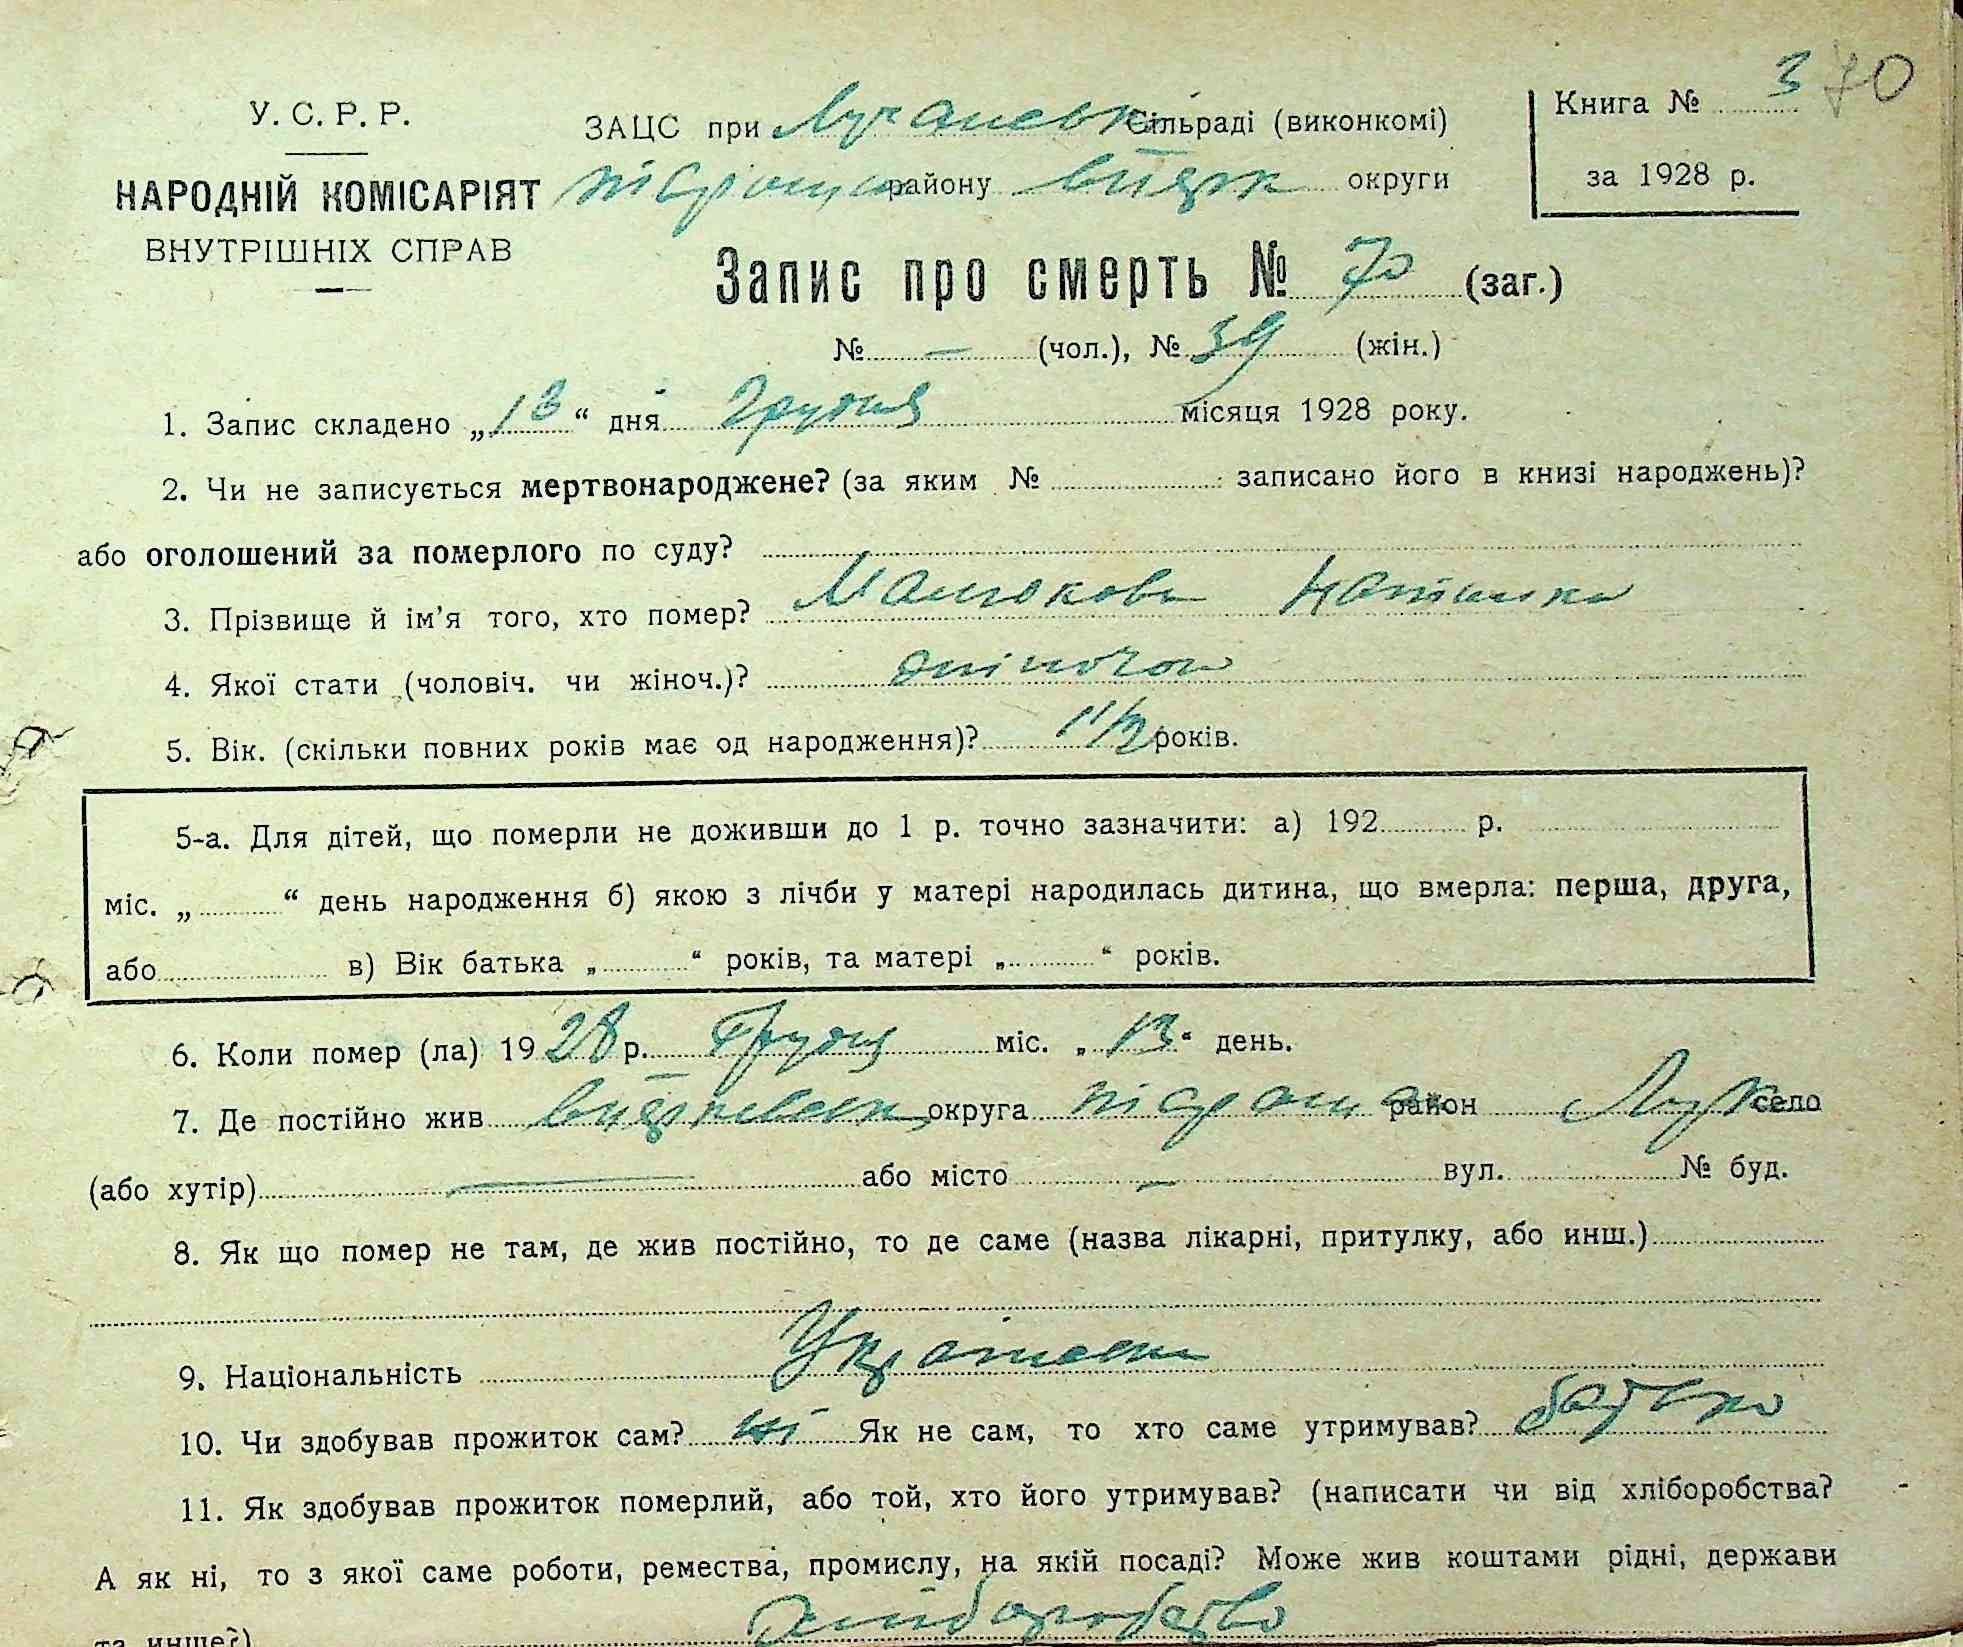 У. С. Р. Р.
НАРОДНІЙ КОМІСАРІЯТ
ВНУТРІШНІХ СПРАВ
ЗАЦС при Сільраді (виконкомі)
району округи
Книга № 3 70
за 1928 р.
Запис про смерть № 70 (заг.)
№ — (чол.), № 39 (жін.)
1. Запис складено „13“ дня Грудня місяця 1928 року.
2. Чи не записується мертвонароджене? (за яким № записано його в книзі народжень)?
або оголошений за померлого по суду?
3. Прізвище й ім'я того, хто помер?
4. Якої стати (чоловіч. чи жіноч.)? жіноча
5. Вік. (скільки повних років має од народження)? 1 1/2 років.
5-а. Для дітей, що померли не доживши до 1 р. точно зазначити: а) 192 р.
міс. „ “ день народження б) якою з лічби у матері народилась дитина, що вмерла: перша, друга,
або в) Вік батька „ “ років, та матері „ “ років.
6. Коли помер (ла) 1928 р. Грудня міс. „13“ день.
7. Де постійно жив округа район село
(або хутір) — або місто — вул. № буд.
8. Як що помер не там, де жив постійно, то де саме (назва лікарні, притулку, або инш.)
9. Національність Українка
10. Чи здобував прожиток сам? ні Як не сам, то хто саме утримував? батько
11. Як здобував прожиток померлий, або той, хто його утримував? (написати чи від хліборобства?
А як ні, то з якої саме роботи, ремества, промислу, на якій посаді? Може жив коштами рідні, держави
та инше?) хліборобство